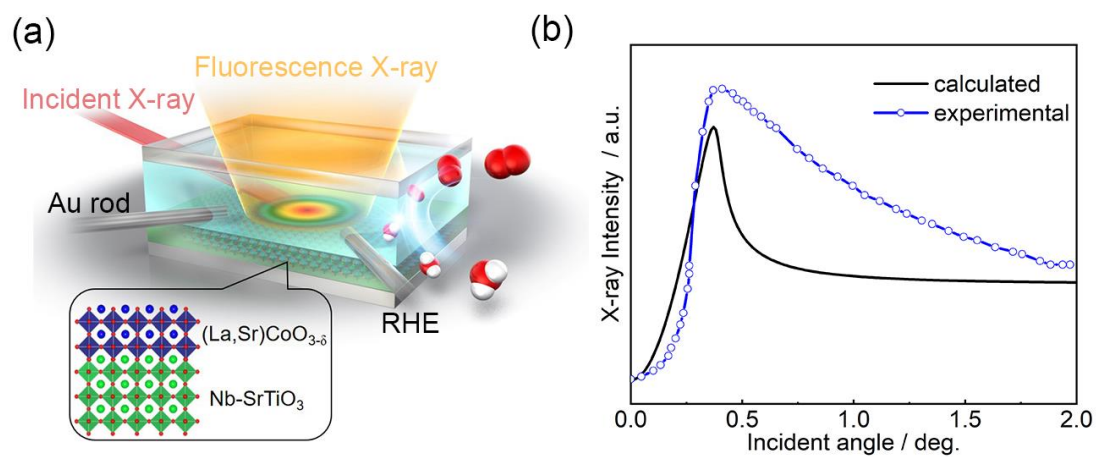 (a)
Fluorescence X-ray
Incident X-ray
Au rod
RHE
(La,Sr)CoO3-δ
Nb-SrTiO3
(b)
calculated
experimental
X-ray Intensity / a.u.
0.0 0.5 1.0 1.5 2.0
Incident angle / deg.